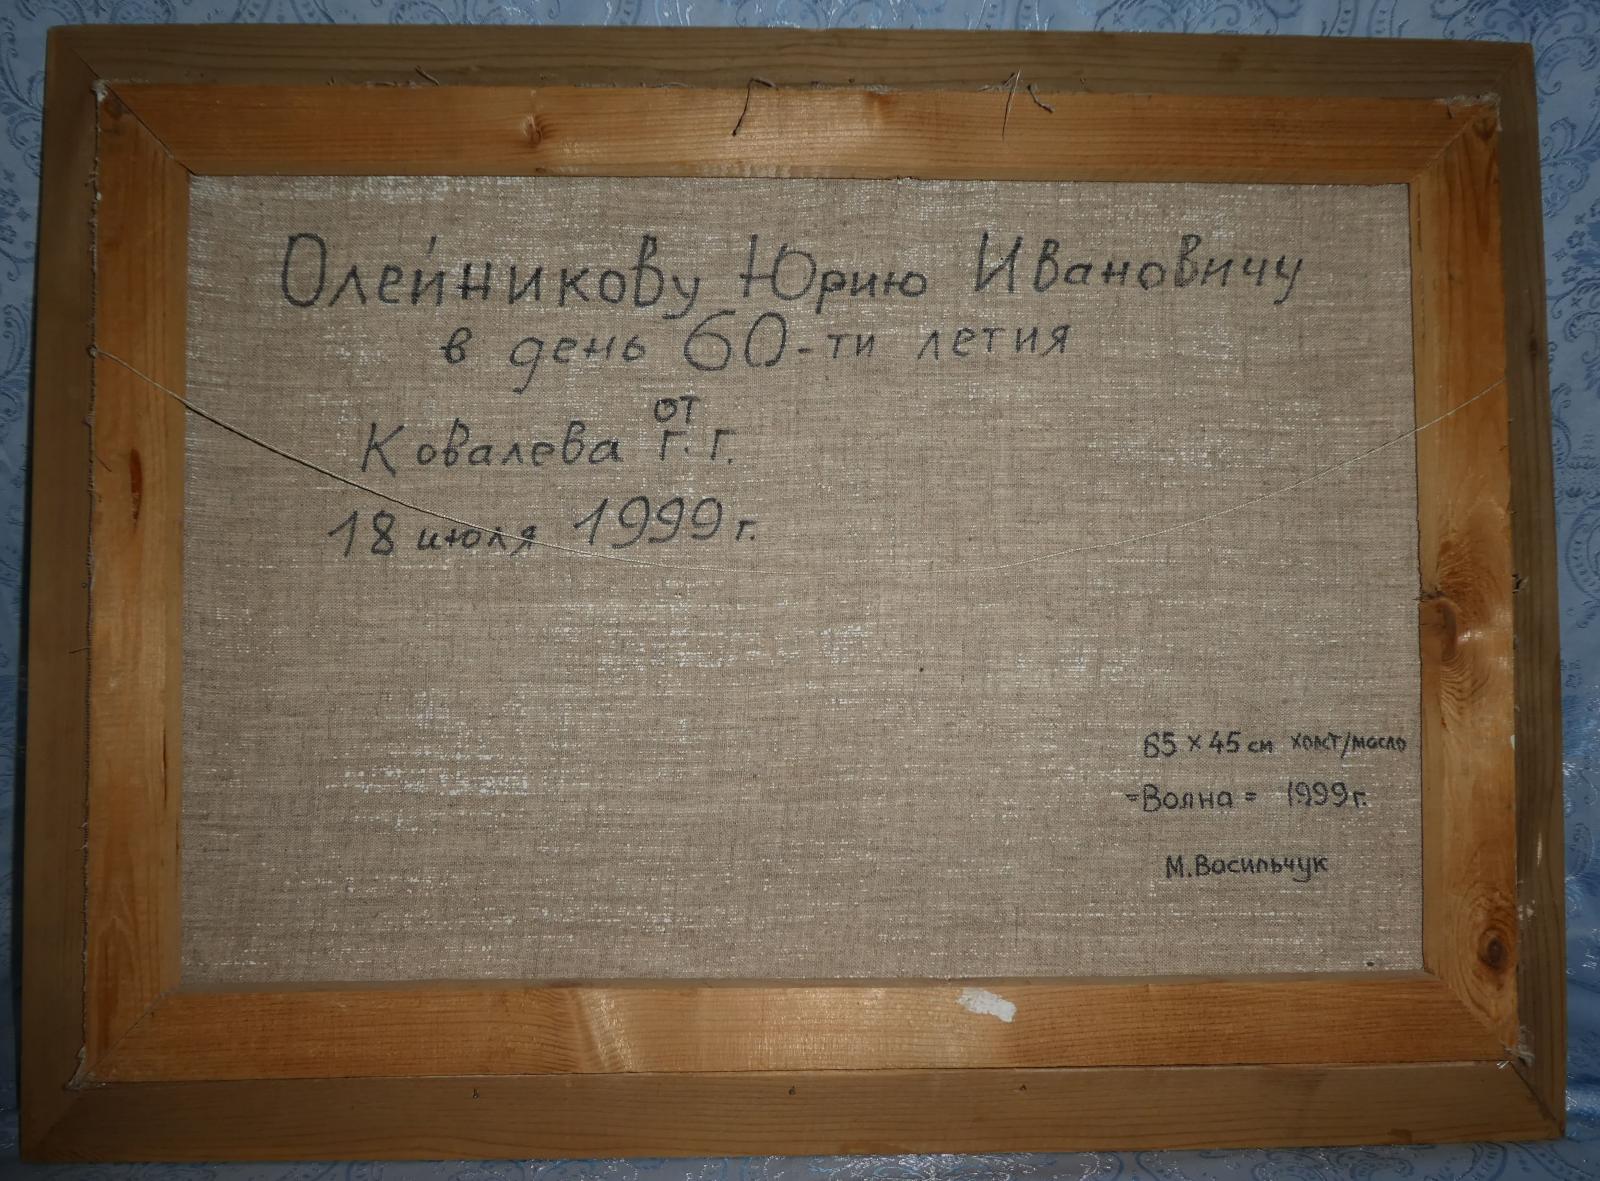 Олейникову Юрию Ивановичу
в день 60-ти летия
от
Ковалева Г.Г.
18 июля 1999 г.
65 × 45 см холст/масло
=Волна= 1999 г.
М. Васильчук